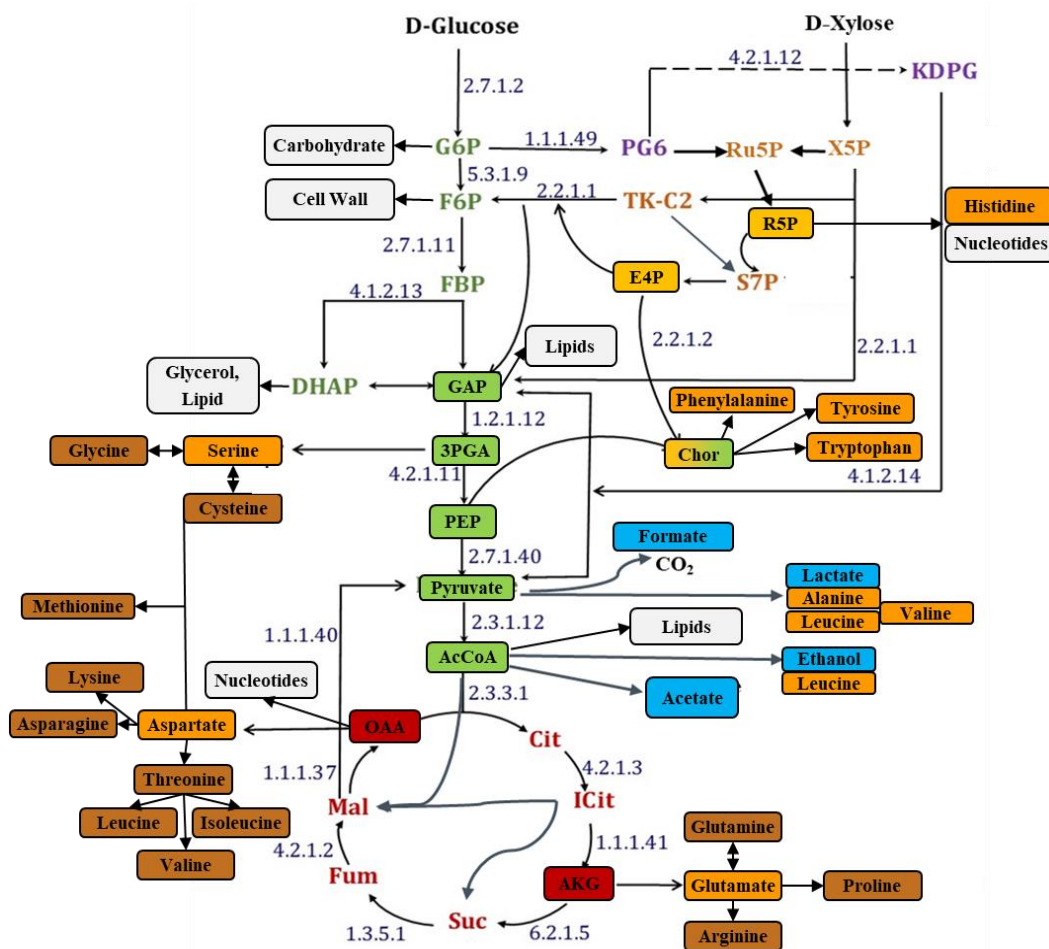 D-Glucose
D-Xylose
4.2.1.12
KDPG
2.7.1.2
Carbohydrate
G6P
1.1.1.49
PG6
Ru5P
X5P
5.3.1.9
Cell Wall
F6P
2.2.1.1
TK-C2
R5P
Histidine
Nucleotides
2.7.1.11
FBP
E4P
S7P
4.1.2.13
2.2.1.2
2.2.1.1
Lipids
Glycerol,
Lipid
DHAP
GAP
1.2.1.12
Phenylalanine
Tyrosine
Glycine
Serine
3PGA
Chor
Tryptophan
4.2.1.11
4.1.2.14
Cysteine
PEP
2.7.1.40
Formate
CO2
Pyruvate
Lactate
Alanine
Leucine
Valine
Methionine
2.3.1.12
1.1.1.40
Lipids
AcCoA
Ethanol
Leucine
Lysine
Nucleotides
2.3.3.1
Acetate
Asparagine
Aspartate
OAA
Cit
1.1.1.37
4.2.1.3
Threonine
Mal
ICit
Leucine
Isoleucine
Glutamine
4.2.1.2
1.1.1.41
Valine
Fum
AKG
Glutamate
Proline
Suc
1.3.5.1
6.2.1.5
Arginine